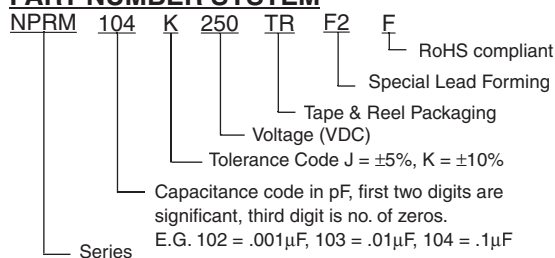 PART NUMBER SYSTEM
NPRM 104 K 250 TR F2 F
RoHS compliant
Special Lead Forming
Tape & Reel Packaging
Voltage (VDC)
Tolerance Code J = ±5%, K = ±10%
Capacitance code in pF, first two digits are
significant, third digit is no. of zeros.
E.G. 102 = .001µF, 103 = .01µF, 104 = .1µF
Series